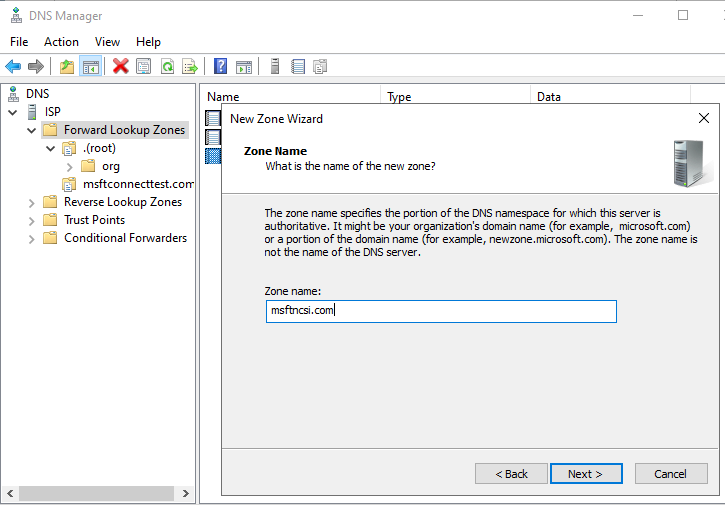 DNS Manager
File Action View Help
DNS
ISP
Forward Lookup Zones
.(root)
org
msftconnecttest.com
Reverse Lookup Zones
Trust Points
Conditional Forwarders
Name Type Data
New Zone Wizard
Zone Name
What is the name of the new zone?
The zone name specifies the portion of the DNS namespace for which this server is
authoritative. It might be your organization's domain name (for example, microsoft.com)
or a portion of the domain name (for example, newzone.microsoft.com). The zone name is
not the name of the DNS server.
Zone name:
msftncsi.com
< Back Next > Cancel